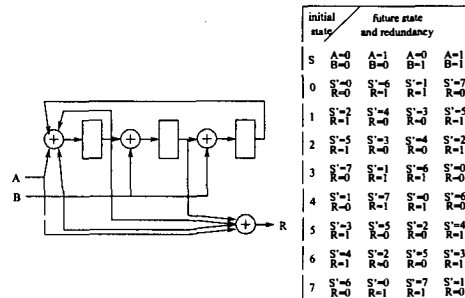 initial future state
state and redundancy
S A=0 A=1 A=0 A=1
B=0 B=0 B=1 B=1
0 S'=0 S'=6 S'=1 S'=7
R=0 R=1 R=1 R=0
1 S'=2 S'=4 S'=3 S'=5
R=1 R=0 R=0 R=1
2 S'=5 S'=3 S'=4 S'=2
R=1 R=0 R=0 R=1
3 S'=7 S'=1 S'=6 S'=0
R=0 R=1 R=1 R=0
4 S'=1 S'=7 S'=0 S'=6
R=0 R=1 R=1 R=0
5 S'=3 S'=5 S'=2 S'=4
R=1 R=0 R=0 R=1
6 S'=4 S'=2 S'=5 S'=3
R=1 R=0 R=0 R=1
7 S'=6 S'=0 S'=7 S'=1
R=0 R=1 R=1 R=0
A
B
R